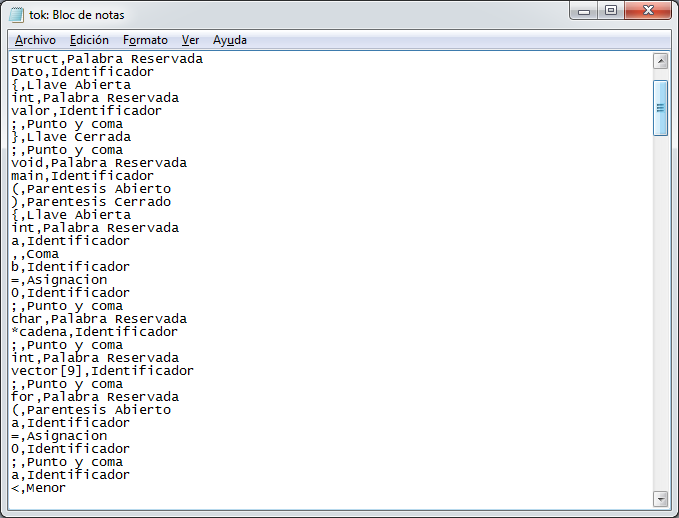 tok: Bloc de notas
Archivo Edición Formato Ver Ayuda
struct,Palabra Reservada
Dato,Identificador
{,Llave Abierta
int,Palabra Reservada
valor,Identificador
;,Punto y coma
},Llave Cerrada
;,Punto y coma
void,Palabra Reservada
main,Identificador
(,Parentesis Abierto
),Parentesis Cerrado
{,Llave Abierta
int,Palabra Reservada
a,Identificador
,,Coma
b,Identificador
=,Asignacion
0,Identificador
;,Punto y coma
char,Palabra Reservada
*cadena,Identificador
;,Punto y coma
int,Palabra Reservada
vector[9],Identificador
;,Punto y coma
for,Palabra Reservada
(,Parentesis Abierto
a,Identificador
=,Asignacion
0,Identificador
;,Punto y coma
a,Identificador
<,Menor